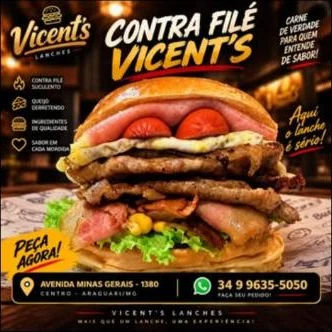 Vicent's
LANCHES
CONTRA FILÉ
VICENT'S
CARNE
DE VERDADE
PARA QUEM
ENTENDE
DE SABOR!
CONTRA FILÉ
SUCULENTO
QUEIJO
DERRETENDO
INGREDIENTES
DE QUALIDADE
SABOR EM
CADA MORDIDA
Aqui
o lanche
é sério!
PEÇA
AGORA!
AVENIDA MINAS GERAIS - 1380
CENTRO - ARAGUARI/MG
34 9 9635-5050
FAÇA SEU PEDIDO!
VICENT'S LANCHES
MAIS QUE UM LANCHE, UMA EXPERIÊNCIA!